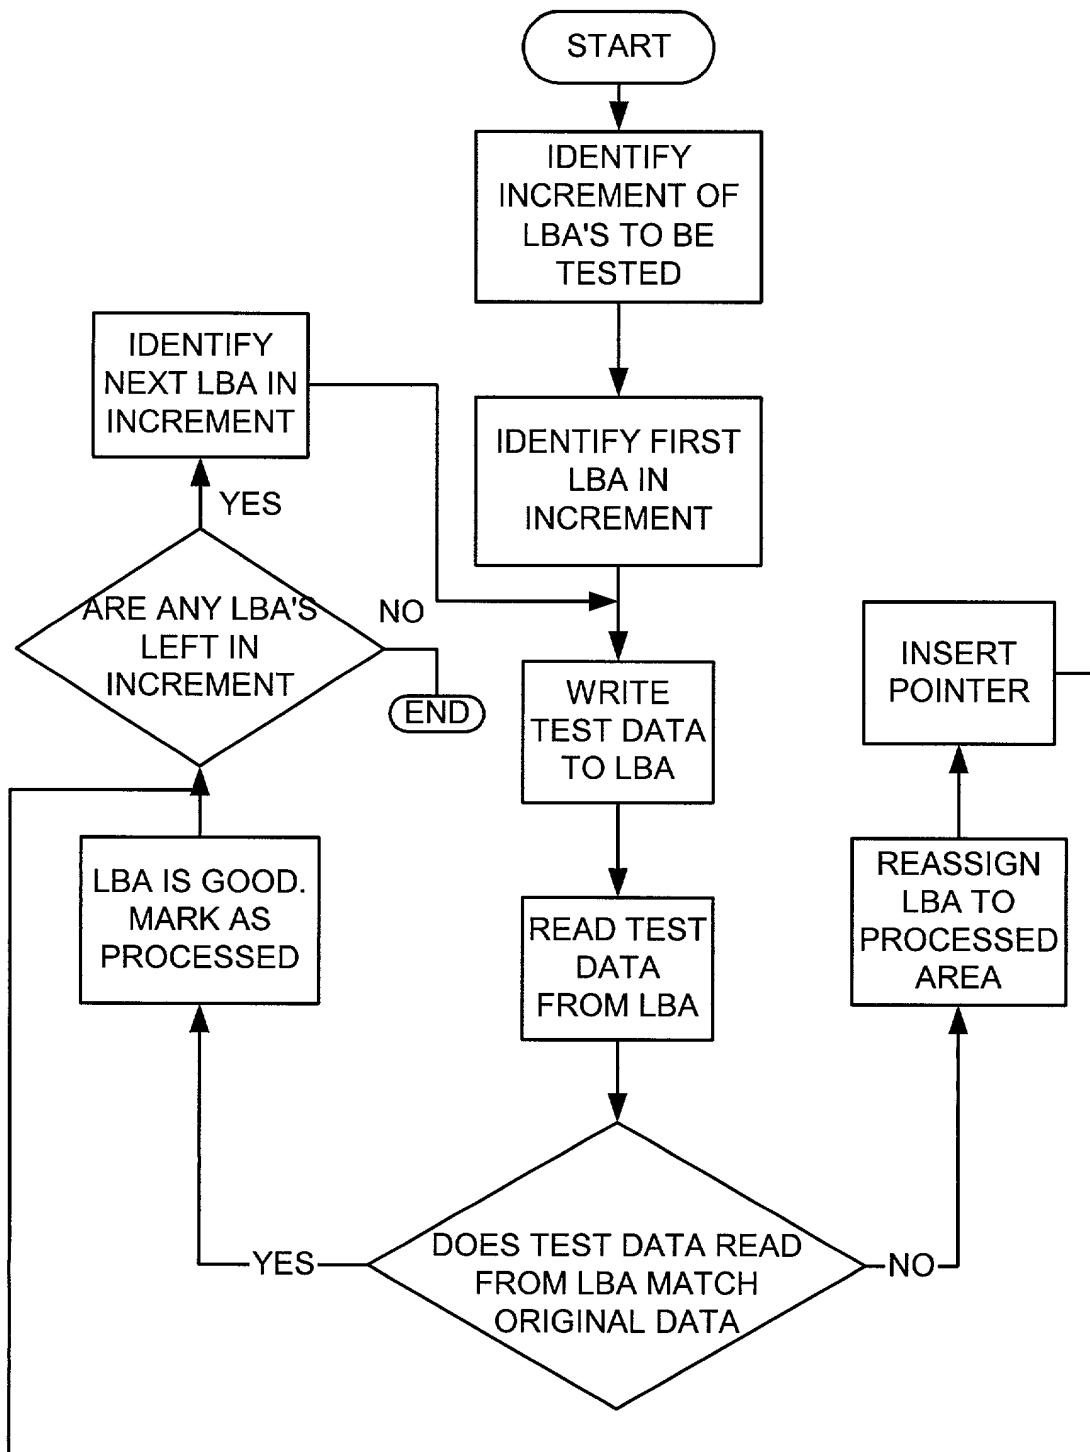 START
IDENTIFY
INCREMENT OF
LBA'S TO BE
TESTED
IDENTIFY
NEXT LBA IN
INCREMENT
IDENTIFY FIRST
LBA IN
INCREMENT
YES
ARE ANY LBA'S
LEFT IN
INCREMENT
NO
END
WRITE
TEST DATA
TO LBA
INSERT
POINTER
LBA IS GOOD.
MARK AS
PROCESSED
READ TEST
DATA
FROM LBA
REASSIGN
LBA TO
PROCESSED
AREA
YES
DOES TEST DATA READ
FROM LBA MATCH
ORIGINAL DATA
NO